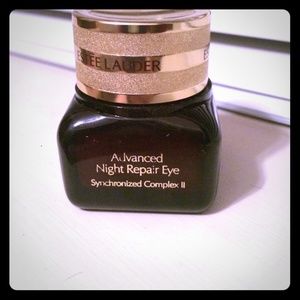 ESTEE LAUDER
Advanced
Night Repair Eye
Synchronized Complex II